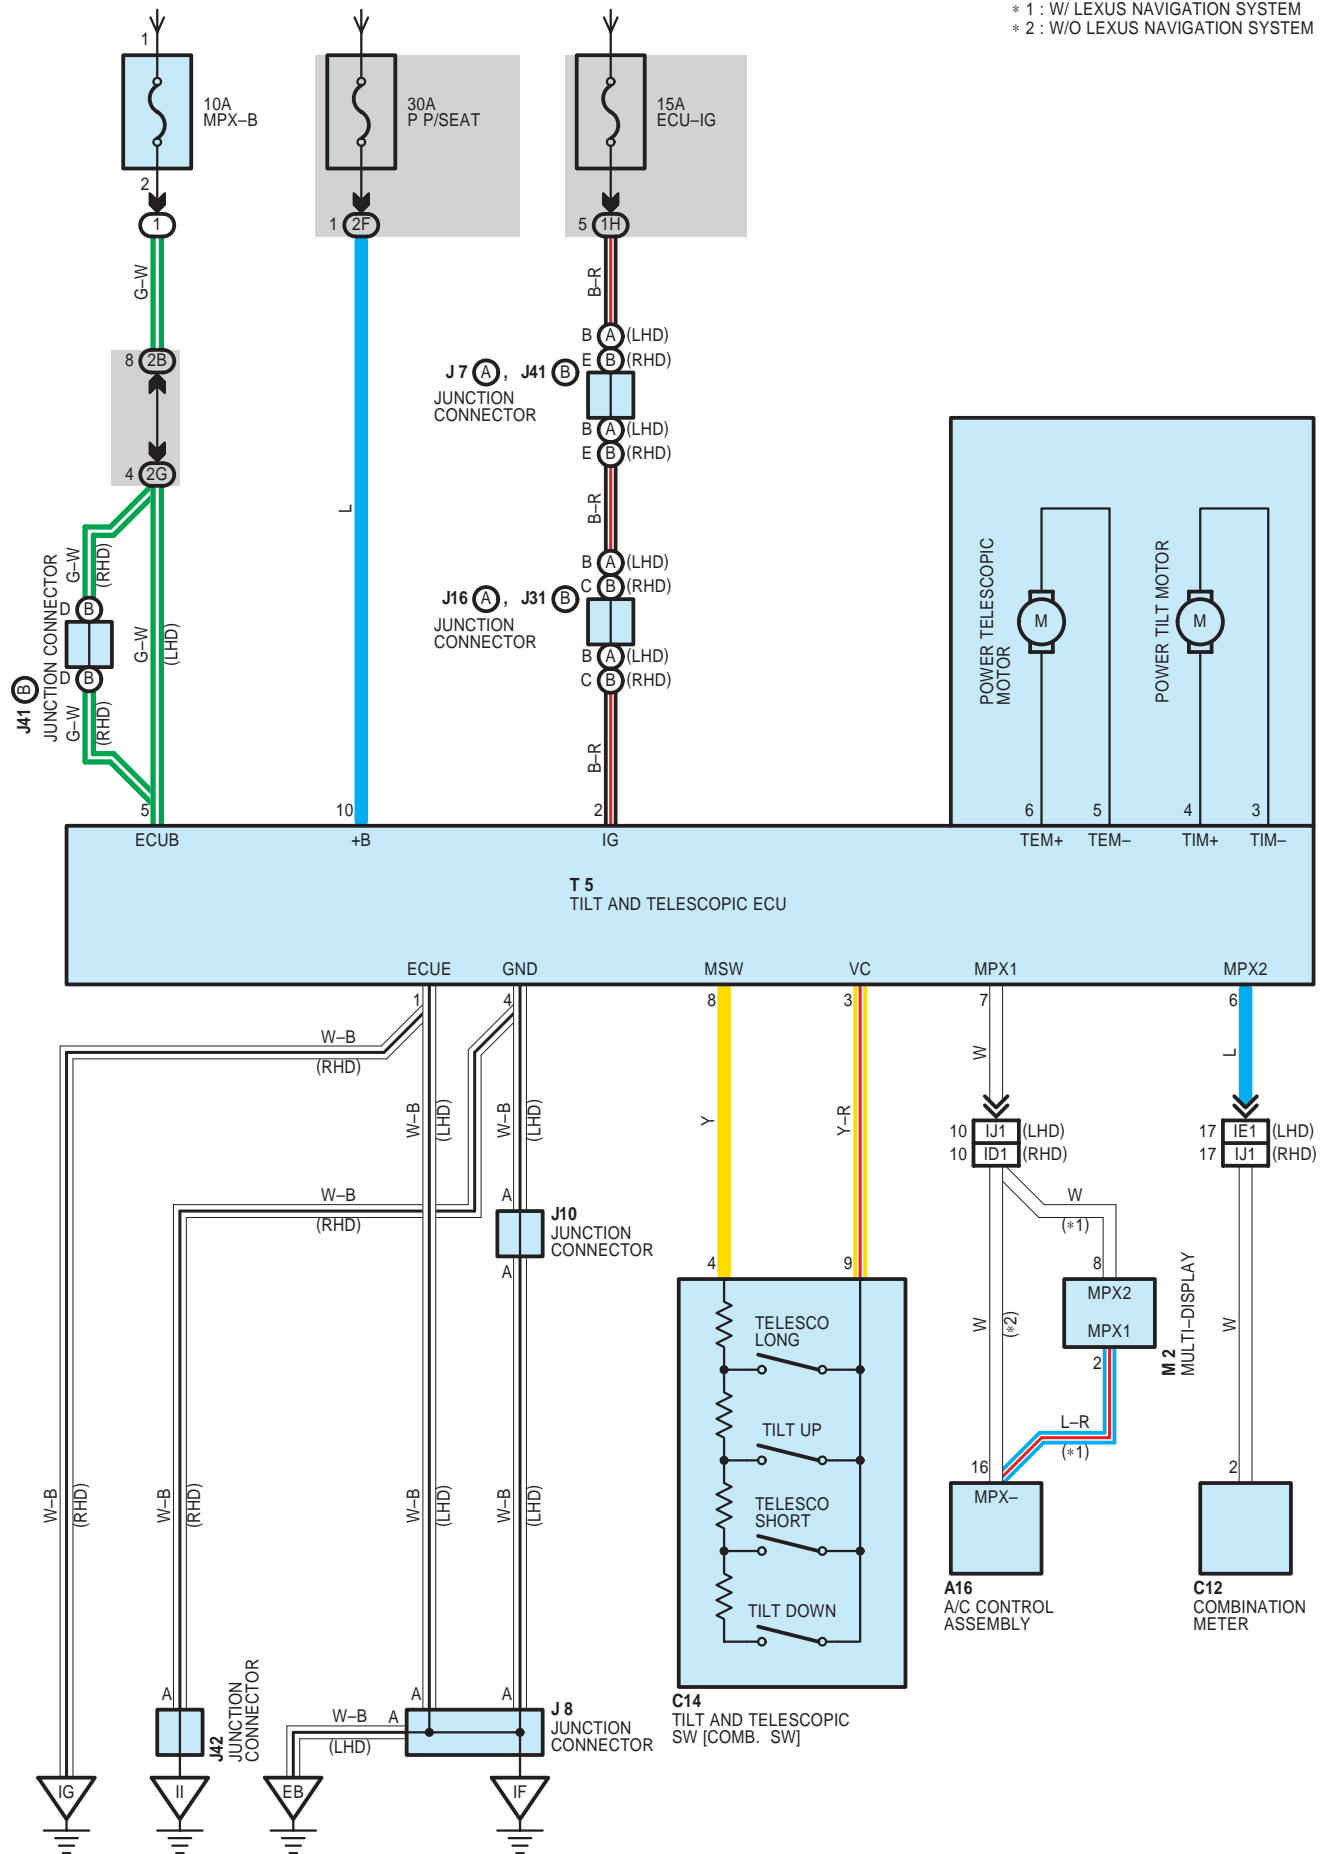 ∗ 1 : W/ LEXUS NAVIGATION SYSTEM
∗ 2 : W/O LEXUS NAVIGATION SYSTEM
1
10A
MPX–B
30A
P P/SEAT
15A
ECU–IG
2
1
1 2F
5 1H
G–W
B–R
8 2B
B A (LHD)
E B (RHD)
J 7 A , J41 B
JUNCTION
CONNECTOR
B A (LHD)
E B (RHD)
4 2G
L
B–R
G–W
(RHD)
B A (LHD)
C B (RHD)
J16 A , J31 B
JUNCTION
CONNECTOR
B A (LHD)
C B (RHD)
D B
D B
J41 B
JUNCTION CONNECTOR
G–W
(LHD)
G–W
(RHD)
B–R
POWER TELESCOPIC
MOTOR
M
POWER TILT MOTOR
M
5
10
2
6
5
4
3
ECUB
+B
IG
TEM+
TEM–
TIM+
TIM–
T 5
TILT AND TELESCOPIC ECU
ECUE
GND
MSW
VC
MPX1
MPX2
1
4
8
3
7
6
W–B
(RHD)
W–B
(LHD)
W–B
(LHD)
Y
Y–R
W
L
10 IJ1 (LHD)
10 ID1 (RHD)
17 IE1 (LHD)
17 IJ1 (RHD)
W–B
(RHD)
A
J10
JUNCTION
CONNECTOR
A
W
(∗1)
4
9
8
MPX2
MPX1
M 2
MULTI–DISPLAY
2
TELESCO
LONG
W
(∗2)
W
TILT UP
L–R
(∗1)
16
MPX–
2
TELESCO
SHORT
W–B
(RHD)
W–B
(RHD)
W–B
(LHD)
W–B
(LHD)
TILT DOWN
A16
A/C CONTROL
ASSEMBLY
C12
COMBINATION
METER
A
J42
JUNCTION
CONNECTOR
W–B
(LHD)
A
A
A
J 8
JUNCTION
CONNECTOR
C14
TILT AND TELESCOPIC
SW [COMB. SW]
IG
II
EB
IF